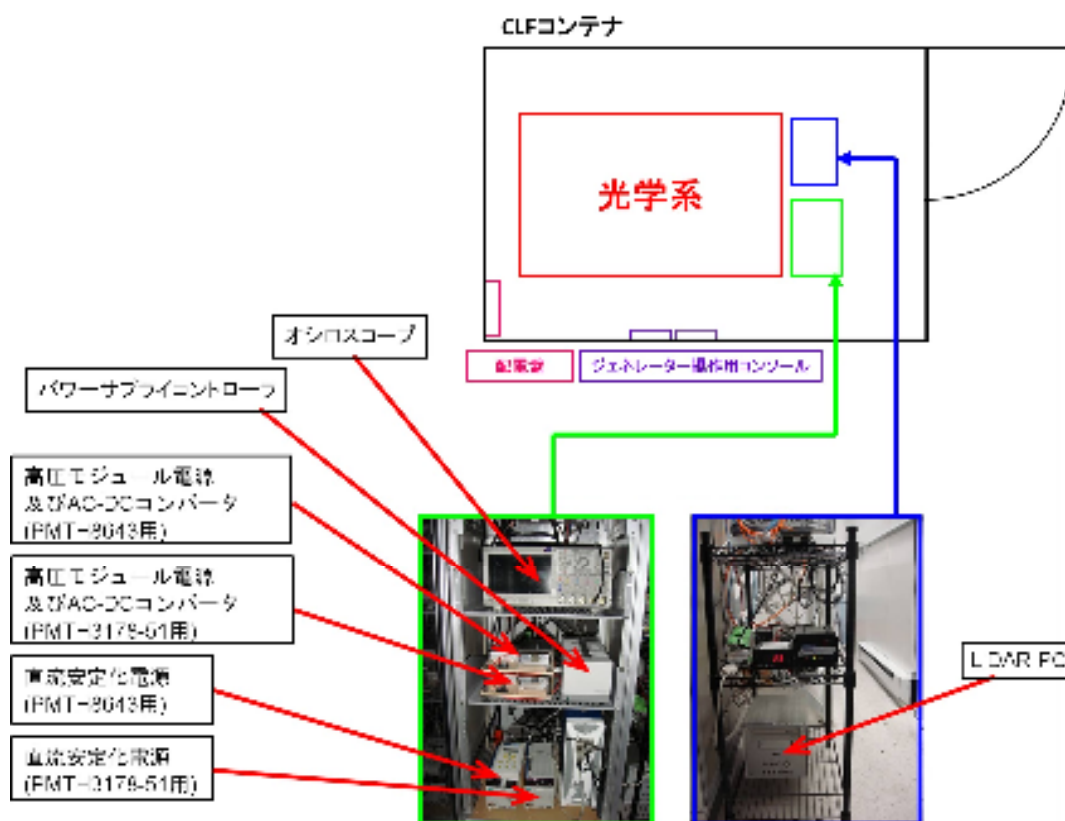 CLFコンテナ
光学系
配電盤
ジェネレーター操作用コンソール
オシロスコープ
パワーサプライコントローラ
高圧モジュール電源
及びAC-DCコンバータ
(PMT-H8643用)
高圧モジュール電源
及びAC-DCコンバータ
(PMT-H3178-51用)
直流安定化電源
(PMT-H8643用)
直流安定化電源
(PMT-H3178-51用)
LIDAR PC